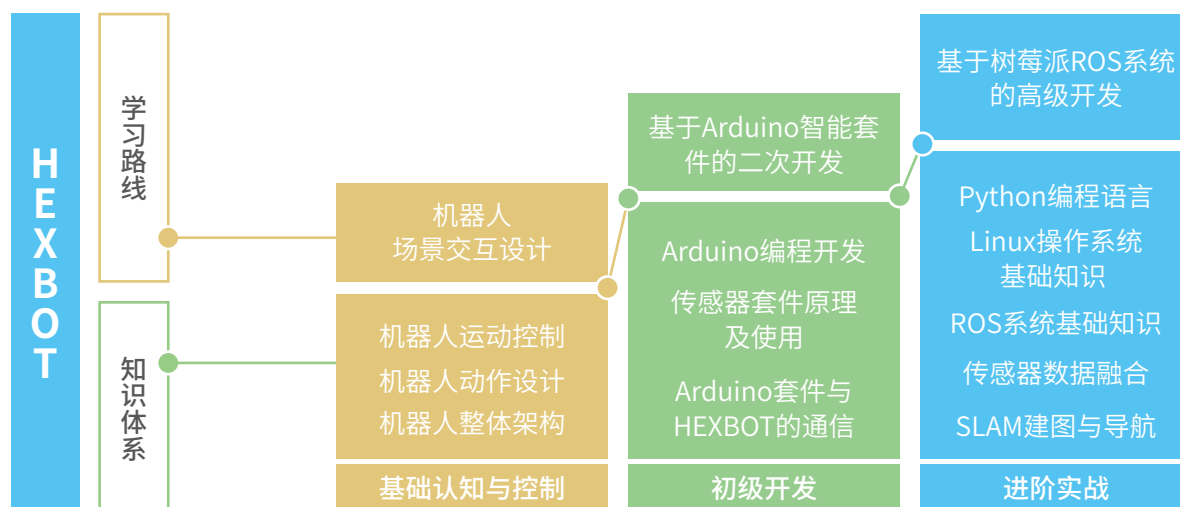 HEXBOT
学习路线
知识体系
机器人
场景交互设计
机器人运动控制
机器人动作设计
机器人整体架构
基础认知与控制
基于Arduino智能套
件的二次开发
Arduino编程开发
传感器套件原理
及使用
Arduino套件与
HEXBOT的通信
初级开发
基于树莓派ROS系统
的高级开发
Python编程语言
Linux操作系统
基础知识
ROS系统基础知识
传感器数据融合
SLAM建图与导航
进阶实战